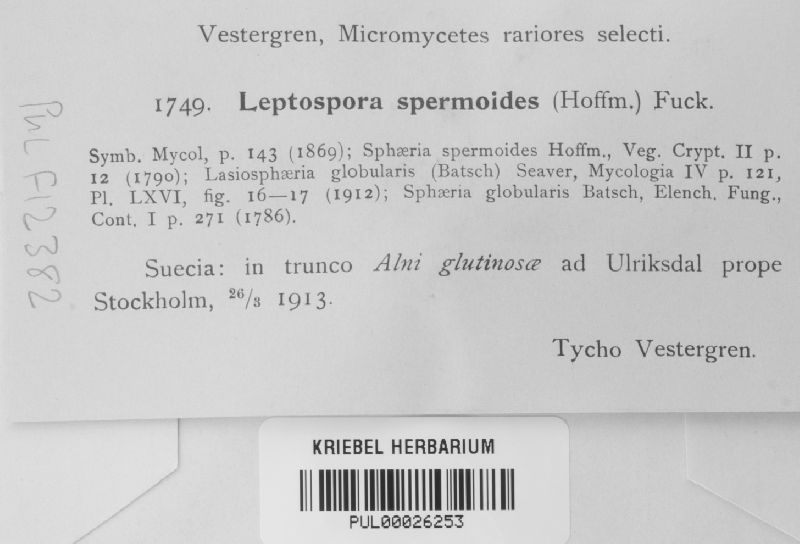 Vestergren, Micromycetes rariores selecti.
1749. Leptospora spermoides (Hoffm.) Fuck.
Symb. Mycol, p. 143 (1869); Sphæria spermoides Hoffm., Veg. Crypt. II p.
12 (1790); Lasiosphæria globularis (Batsch) Seaver, Mycologia IV p. 121,
Pl. LXVI, fig. 16—17 (1912); Sphæria globularis Batsch, Elench. Fung.,
Cont. I p. 271 (1786).
Suecia: in trunco Alni glutinosæ ad Ulriksdal prope
Stockholm, 26/8 1913.
Tycho Vestergren.
PUL F12382
KRIEBEL HERBARIUM
PUL00026253